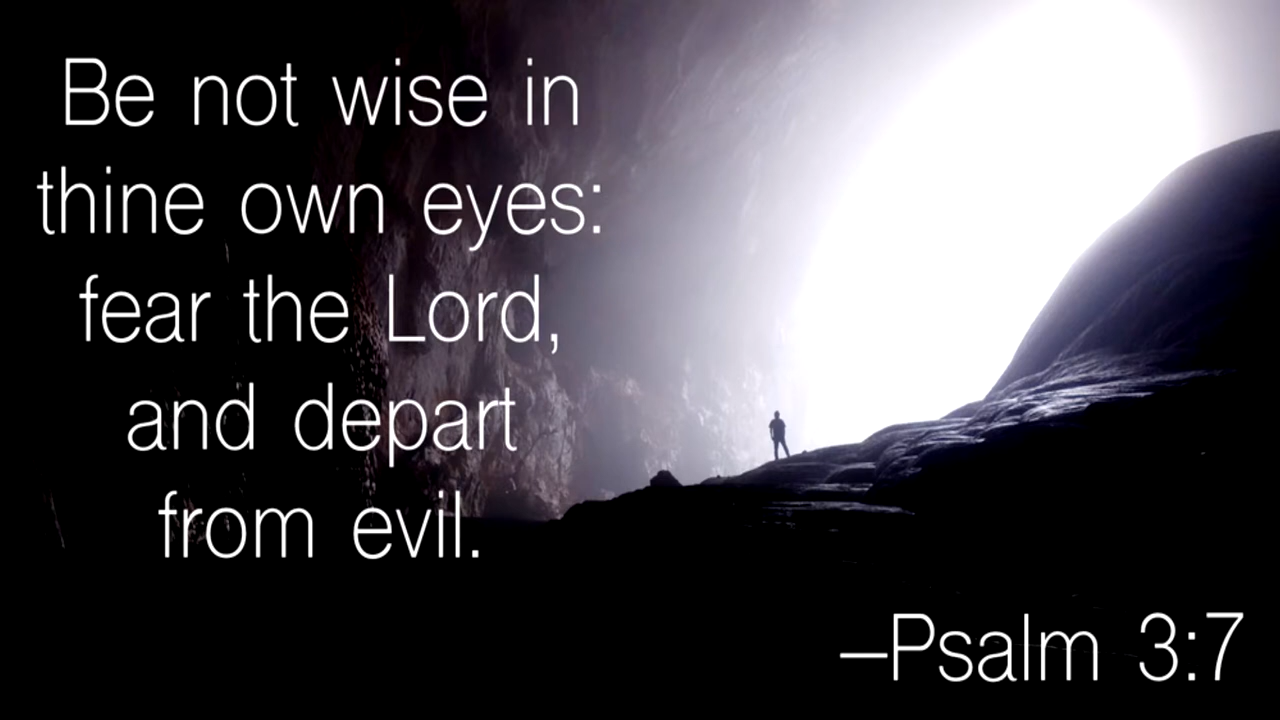 Be not wise in
thine own eyes:
fear the Lord,
and depart
from evil.
–Psalm 3:7